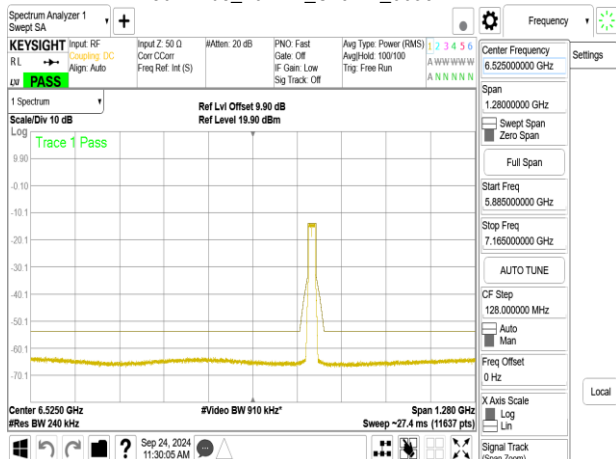 Spectrum Analyzer 1
Swept SA
+
Frequency
KEYSIGHT
RL
LXI
PASS
Input: RF
Coupling: DC
Align: Auto
Input Z: 50 Ω
Corr CCorr
Freq Ref: Int (S)
#Atten: 20 dB
PNO: Fast
Gate: Off
IF Gain: Low
Sig Track: Off
Avg Type: Power (RMS)
Avg|Hold: 100/100
Trig: Free Run
1 2 3 4 5 6
A W W W W W
A N N N N N
1 Spectrum
Scale/Div 10 dB
Log
Ref Lvl Offset 9.90 dB
Ref Level 19.90 dBm
Trace 1 Pass
9.90
-0.10
-10.1
-20.1
-30.1
-40.1
-50.1
-60.1
-70.1
Center 6.5250 GHz
#Res BW 240 kHz
#Video BW 910 kHz*
Span 1.280 GHz
Sweep ~27.4 ms (11637 pts)
?
Sep 24, 2024
11:30:05 AM
Center Frequency
6.525000000 GHz
Span
1.28000000 GHz
Swept Span
Zero Span
Full Span
Start Freq
5.885000000 GHz
Stop Freq
7.165000000 GHz
AUTO TUNE
CF Step
128.000000 MHz
Auto
Man
Freq Offset
0 Hz
X Axis Scale
Log
Lin
Signal Track
(Span Zoom)
Settings
Local